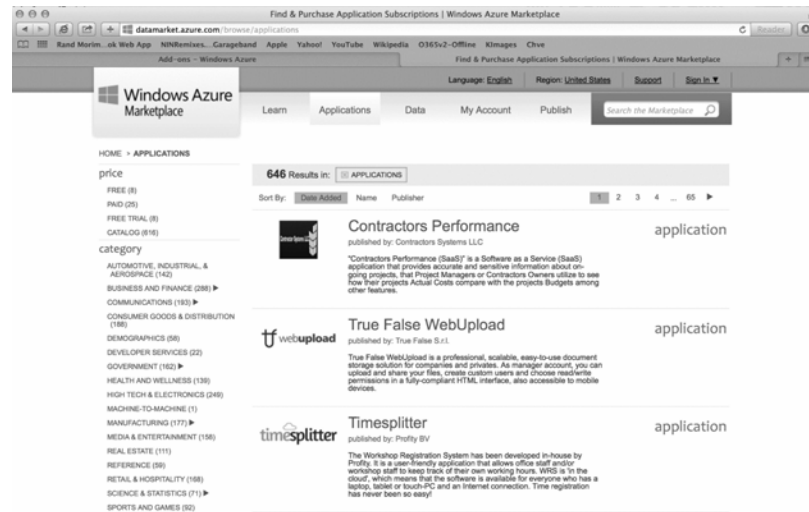 Find & Purchase Application Subscriptions | Windows Azure Marketplace
datamarket.azure.com/browse/applications
Reader
Rand Morim...ok Web App NINRemixes...Garageband Apple Yahoo! YouTube Wikipedia O365v2-Offline KImages Chve
Add-ons - Windows Azure
Find & Purchase Application Subscriptions | Windows Azure Marketplace
Language: English Region: United States Support Sign In ▼
Windows Azure
Marketplace
Learn Applications Data My Account Publish
Search the Marketplace
HOME > APPLICATIONS
price
FREE (8)
PAID (25)
FREE TRIAL (8)
CATALOG (616)
category
AUTOMOTIVE, INDUSTRIAL, &
AEROSPACE (142)
BUSINESS AND FINANCE (288) ▶
COMMUNICATIONS (193) ▶
CONSUMER GOODS & DISTRIBUTION
(188)
DEMOGRAPHICS (58)
DEVELOPER SERVICES (22)
GOVERNMENT (162) ▶
HEALTH AND WELLNESS (139)
HIGH TECH & ELECTRONICS (249)
MACHINE-TO-MACHINE (1)
MANUFACTURING (177) ▶
MEDIA & ENTERTAINMENT (156)
REAL ESTATE (111)
REFERENCE (59)
RETAIL & HOSPITALITY (168)
SCIENCE & STATISTICS (71) ▶
SPORTS AND GAMES (92)
646 Results in: APPLICATIONS
Sort By: Date Added Name Publisher
1 2 3 4 ... 65 ▶
Contractors Performance
application
published by: Contractors Systems LLC
"Contractors Performance (SaaS)" is a Software as a Service (SaaS)
application that provides accurate and sensitive information about on-
going projects, that Project Managers or Contractors Owners utilize to see
how their projects Actual Costs compare with the projects Budgets among
other features.
tf webupload
True False WebUpload
application
published by: True False S.r.l.
True False WebUpload is a professional, scalable, easy-to-use document
storage solution for companies and privates. As manager account, you can
upload and share your files, create custom users and choose read/write
permissions in a fully-compliant HTML interface, also accessible to mobile
devices.
timesplitter
Timesplitter
application
published by: Profity BV
The Workshop Registration System has been developed in-house by
Profity. It is a user-friendly application that allows office staff and/or
workshop staff to keep track of their own working hours. WRS is 'in the
cloud', which means that the software is available for everyone who has a
laptop, tablet or touch-PC and an Internet connection. Time registration
has never been so easy!